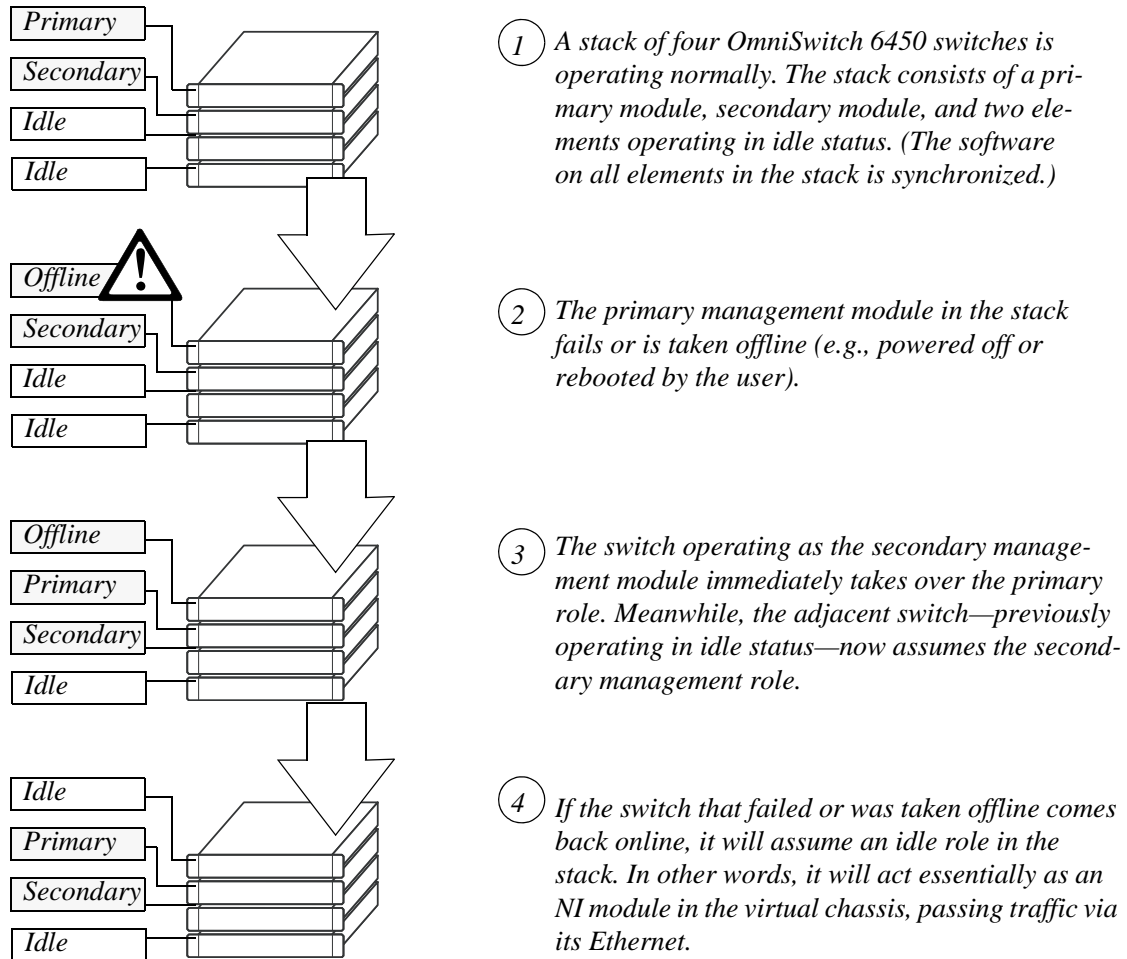 Primary
Secondary
Idle
Idle
1
A stack of four OmniSwitch 6450 switches is
operating normally. The stack consists of a pri-
mary module, secondary module, and two ele-
ments operating in idle status. (The software
on all elements in the stack is synchronized.)
Offline
!
Secondary
Idle
Idle
2
The primary management module in the stack
fails or is taken offline (e.g., powered off or
rebooted by the user).
Offline
Primary
Secondary
Idle
3
The switch operating as the secondary manage-
ment module immediately takes over the primary
role. Meanwhile, the adjacent switch—previously
operating in idle status—now assumes the second-
ary management role.
Idle
Primary
Secondary
Idle
4
If the switch that failed or was taken offline comes
back online, it will assume an idle role in the
stack. In other words, it will act essentially as an
NI module in the virtual chassis, passing traffic via
its Ethernet.